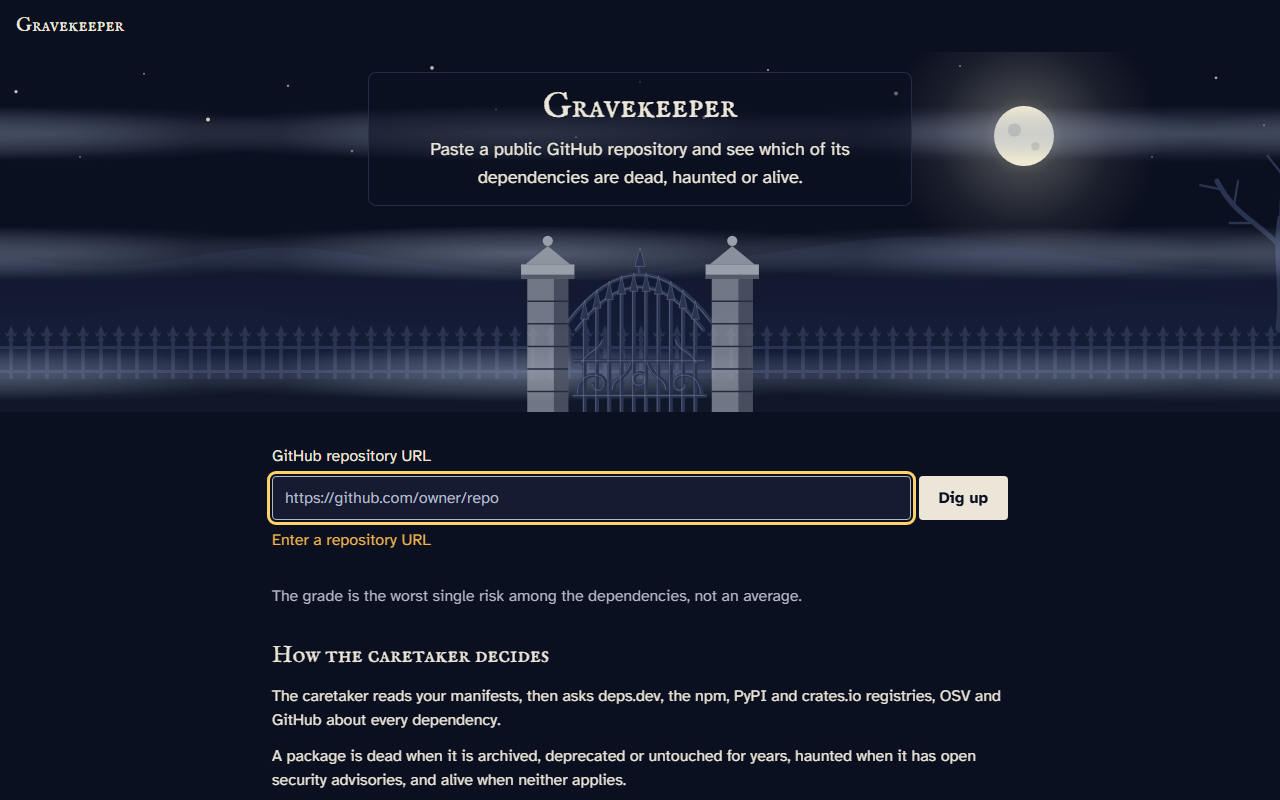 Gravekeeper
Gravekeeper
Paste a public GitHub repository and see which of its
dependencies are dead, haunted or alive.
GitHub repository URL
https://github.com/owner/repo
Dig up
Enter a repository URL
The grade is the worst single risk among the dependencies, not an average.
How the caretaker decides
The caretaker reads your manifests, then asks deps.dev, the npm, PyPI and crates.io registries, OSV and
GitHub about every dependency.
A package is dead when it is archived, deprecated or untouched for years, haunted when it has open
security advisories, and alive when neither applies.